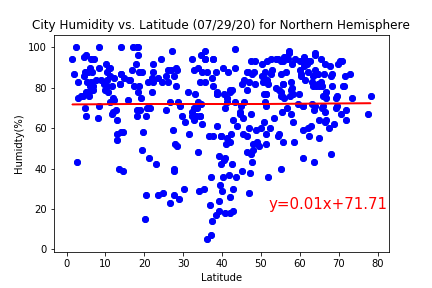 City Humidity vs. Latitude (07/29/20) for Northern Hemisphere
100
80
60
40
20
0
Humidty(%)
y=0.01x+71.71
0 10 20 30 40 50 60 70 80
Latitude